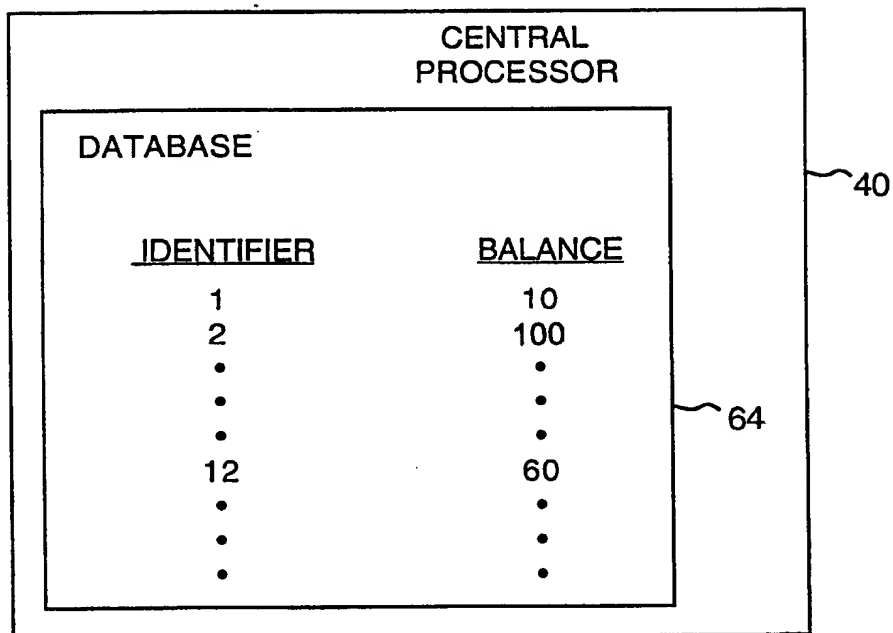 CENTRAL
PROCESSOR
DATABASE
40
IDENTIFIER BALANCE
1 10
2 100
• •
• •
• •
64
12 60
• •
• •
• •